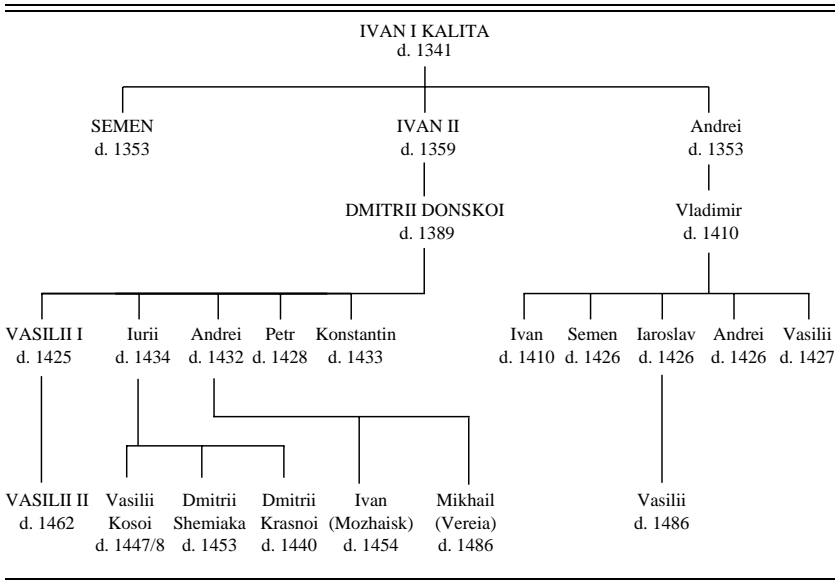 IVAN I KALITA
d. 1341
SEMEN IVAN II Andrei
d. 1353 d. 1359 d. 1353
DMITRII DONSKOI Vladimir
d. 1389 d. 1410
VASILII I Iurii Andrei Petr Konstantin Ivan Semen Iaroslav Andrei Vasilii
d. 1425 d. 1434 d. 1432 d. 1428 d. 1433 d. 1410 d. 1426 d. 1426 d. 1426 d. 1427
VASILII II Vasilii Dmitrii Dmitrii Ivan Mikhail Vasilii
d. 1462 Kosoi Shemiaka Krasnoi (Mozhaisk) (Vereia) d. 1486
d. 1447/8 d. 1453 d. 1440 d. 1454 d. 1486